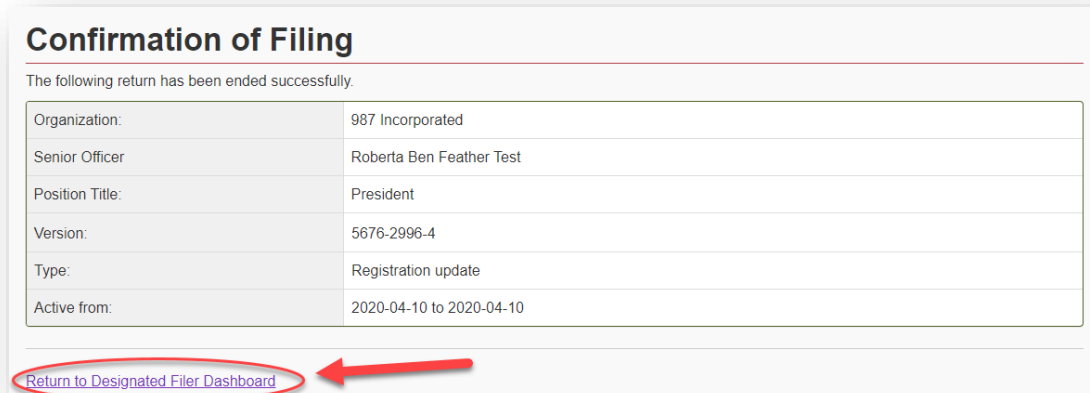 Confirmation of Filing
The following return has been ended successfully.
Organization: 987 Incorporated
Senior Officer Roberta Ben Feather Test
Position Title: President
Version: 5676-2996-4
Type: Registration update
Active from: 2020-04-10 to 2020-04-10
Return to Designated Filer Dashboard